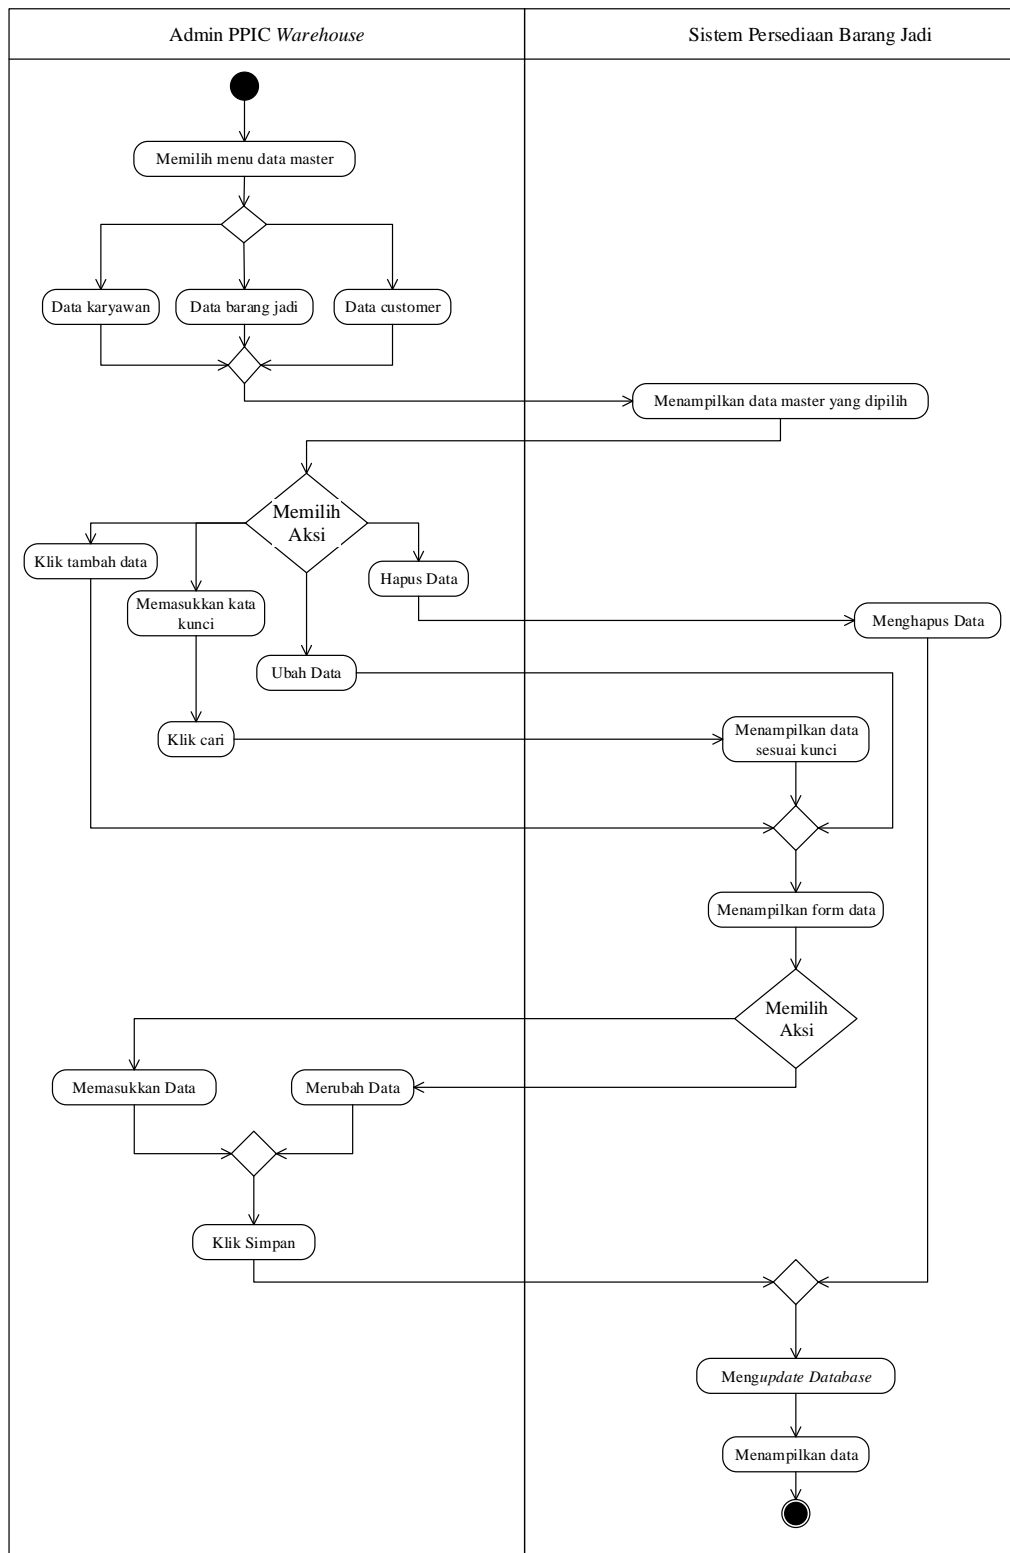 Admin PPIC Warehouse
Sistem Persediaan Barang Jadi
Memilih menu data master
Data karyawan
Data barang jadi
Data customer
Menampilkan data master yang dipilih
Memilih
Aksi
Klik tambah data
Hapus Data
Memasukkan kata
kunci
Menghapus Data
Ubah Data
Klik cari
Menampilkan data
sesuai kunci
Menampilkan form data
Memilih
Aksi
Memasukkan Data
Merubah Data
Klik Simpan
Mengupdate Database
Menampilkan data